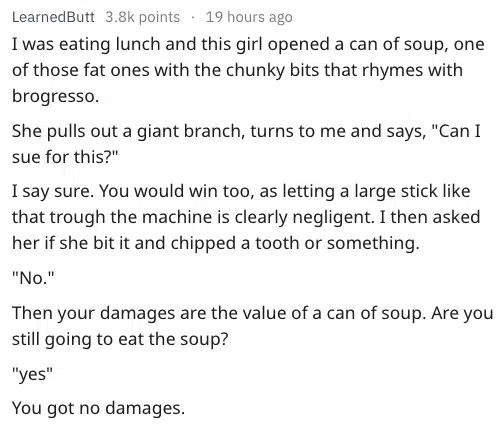 LearnedButt 3.8k points · 19 hours ago
I was eating lunch and this girl opened a can of soup, one
of those fat ones with the chunky bits that rhymes with
brogresso.
She pulls out a giant branch, turns to me and says, "Can I
sue for this?"
I say sure. You would win too, as letting a large stick like
that trough the machine is clearly negligent. I then asked
her if she bit it and chipped a tooth or something.
"No."
Then your damages are the value of a can of soup. Are you
still going to eat the soup?
"yes"
You got no damages.